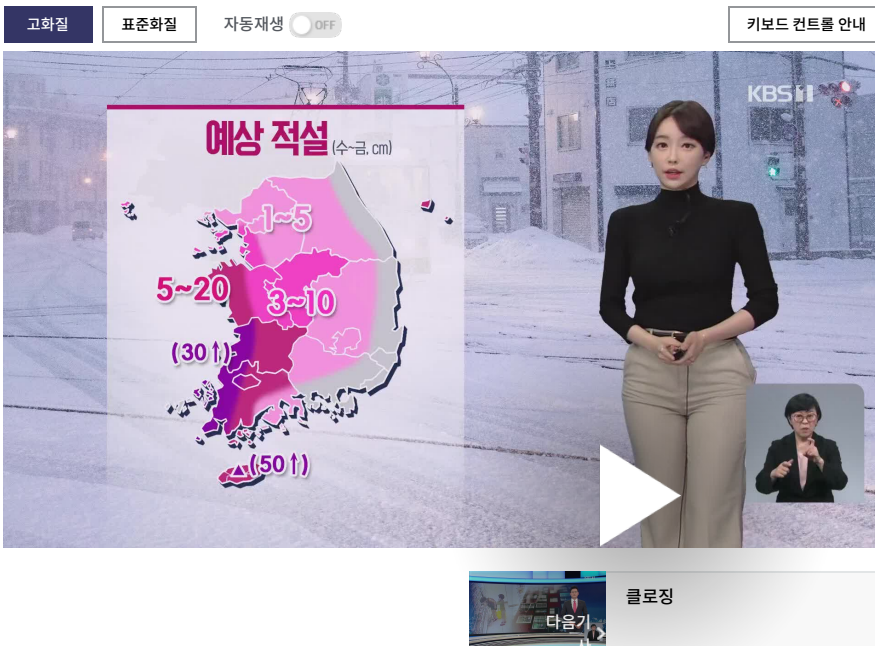 고화질
표준화질
자동재생
OFF
키보드 컨트롤 안내
KBS 1
예상 적설 (수~금, cm)
1~5
5~20
3~10
(30↑)
(50↑)
클로징
다음기